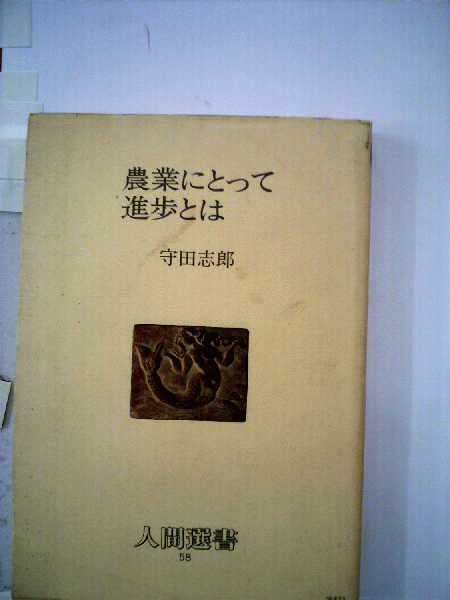 農業にとって
進歩とは
守田志郎
人間選書
58